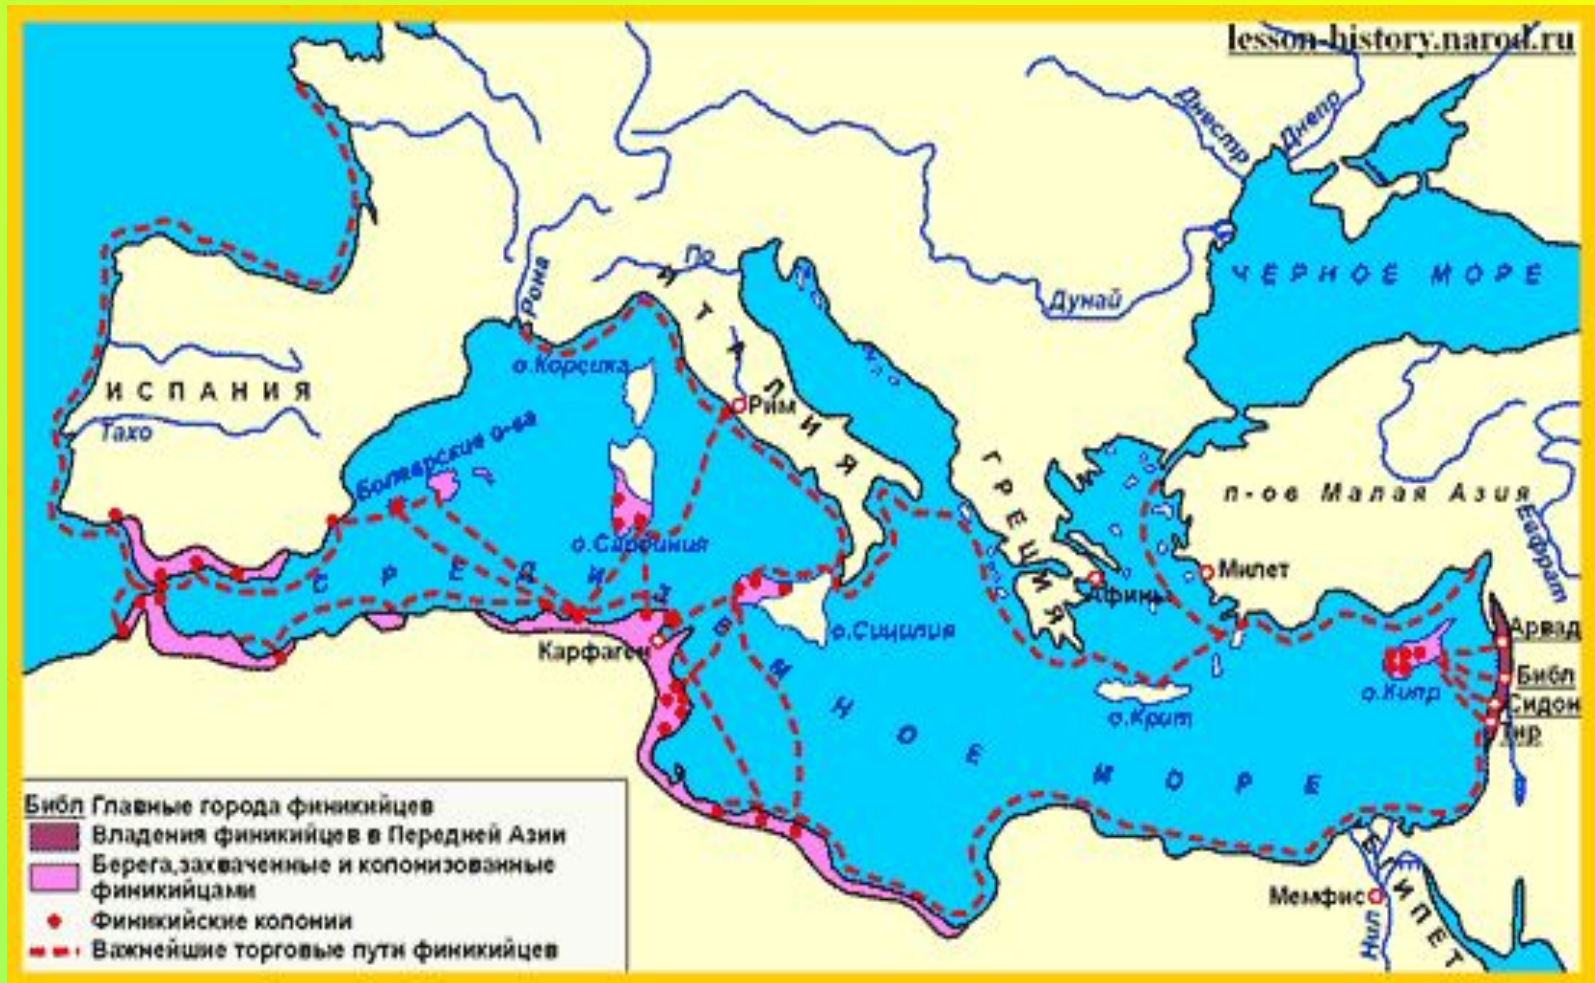 lesson-history.narod.ru
Днестр
Днепр
ЧЁРНОЕ МОРЕ
Дунай
По
Рона
ИТАЛИЯ
о.Корсика
Рим
ИСПАНИЯ
Тахо
Болеарские о-ва
о.Сардиния
ГРЕЦИЯ
п-ов Малая Азия
Евфрат
Милет
Афины
СРЕДИЗЕМНОЕ МОРЕ
о.Сицилия
Карфаген
о.Крит
о.Кипр
Арвад
Библ
Сидон
Тир
ЕГИПЕТ
Мемфис
Нил
Библ Главные города финикийцев
Владения финикийцев в Передней Азии
Берега,захваченные и колонизованные
финикийцами
Финикийские колонии
Важнейшие торговые пути финикийцев